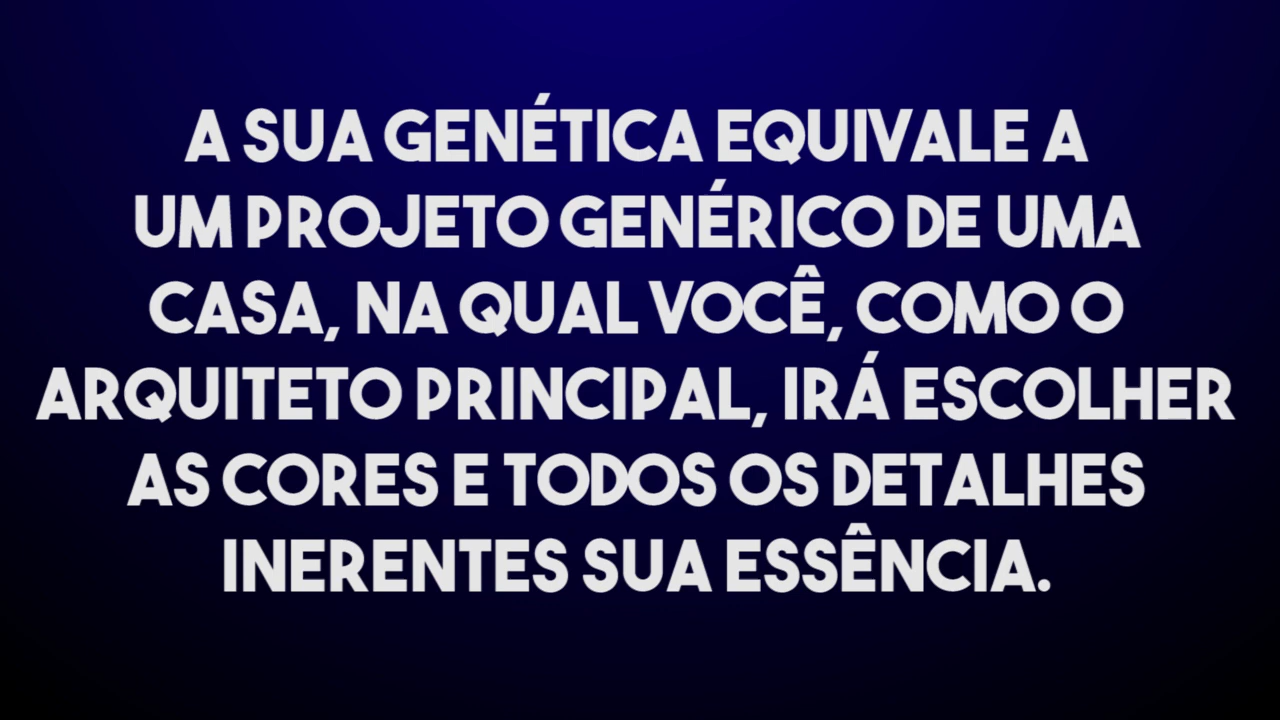 A SUA GENÉTICA EQUIVALE A
UM PROJETO GENÉRICO DE UMA
CASA, NA QUAL VOCÊ, COMO O
ARQUITETO PRINCIPAL, IRÁ ESCOLHER
AS CORES E TODOS OS DETALHES
INERENTES SUA ESSÊNCIA.